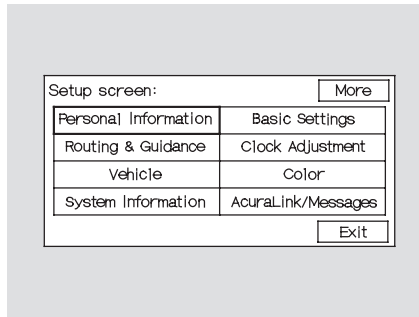 Setup screen: More
Personal Information Basic Settings
Routing & Guidance Clock Adjustment
Vehicle Color
System Information AcuraLink/Messages
Exit